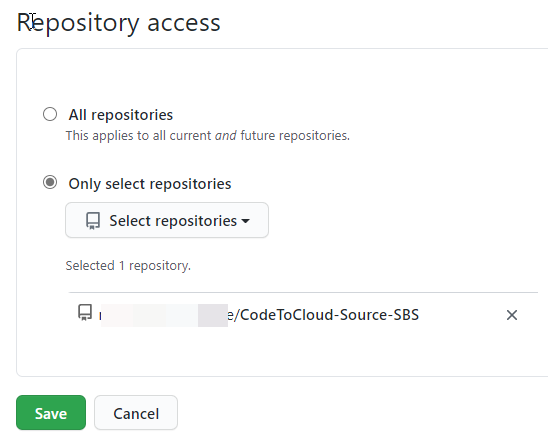 Repository access
All repositories
This applies to all current and future repositories.
Only select repositories
Select repositories
Selected 1 repository.
e/CodeToCloud-Source-SBS
Save
Cancel